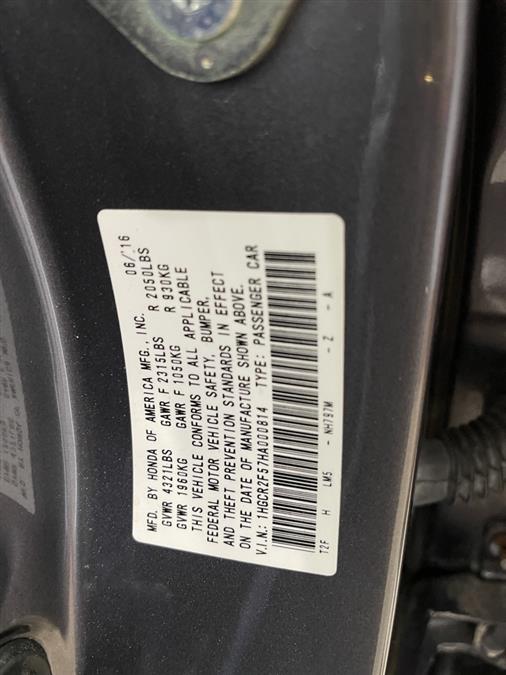 MFD. BY HONDA OF AMERICA MFG., INC. 06/16
GVWR 4321LBS GAWR F 2315LBS R 2050LBS
GVWR 1960KG GAWR F 1050KG R 930KG
THIS VEHICLE CONFORMS TO ALL APPLICABLE
FEDERAL MOTOR VEHICLE SAFETY, BUMPER,
AND THEFT PREVENTION STANDARDS IN EFFECT
ON THE DATE OF MANUFACTURE SHOWN ABOVE.
V.I.N.: 1HGCR2F57HA000814 TYPE: PASSENGER CAR
T2F H LM5 - NH797M - Z - A